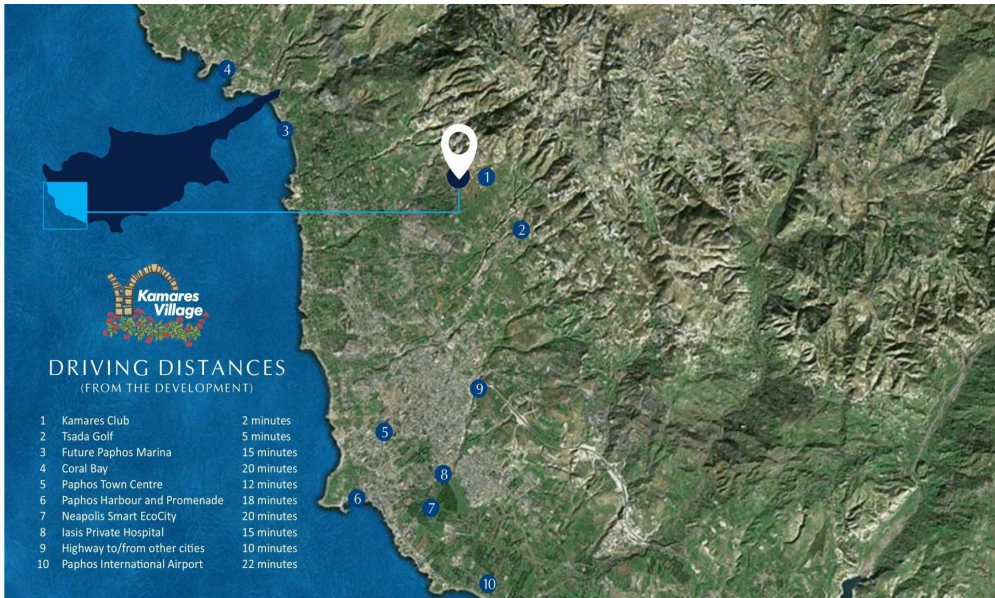 Kamares
Village
DRIVING DISTANCES
(FROM THE DEVELOPMENT)
1 Kamares Club 2 minutes
2 Tsada Golf 5 minutes
3 Future Paphos Marina 15 minutes
4 Coral Bay 20 minutes
5 Paphos Town Centre 12 minutes
6 Paphos Harbour and Promenade 18 minutes
7 Neapolis Smart EcoCity 20 minutes
8 Iasis Private Hospital 15 minutes
9 Highway to/from other cities 10 minutes
10 Paphos International Airport 22 minutes
4
3
1
2
9
5
8
6
7
10